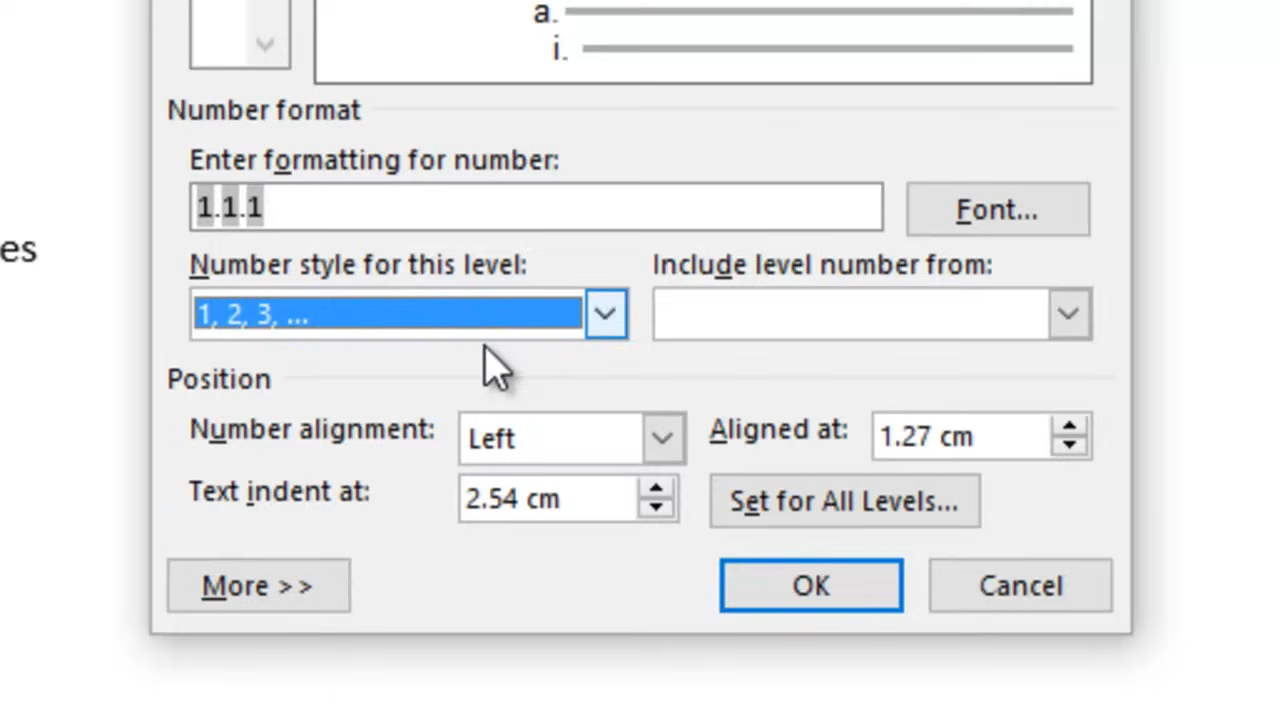 a.
i.
Number format
Enter formatting for number:
1.1.1
Font...
es
Number style for this level:
Include level number from:
1, 2, 3, ...
Position
Number alignment:
Left
Aligned at:
1.27 cm
Text indent at:
2.54 cm
Set for All Levels...
More >>
OK
Cancel